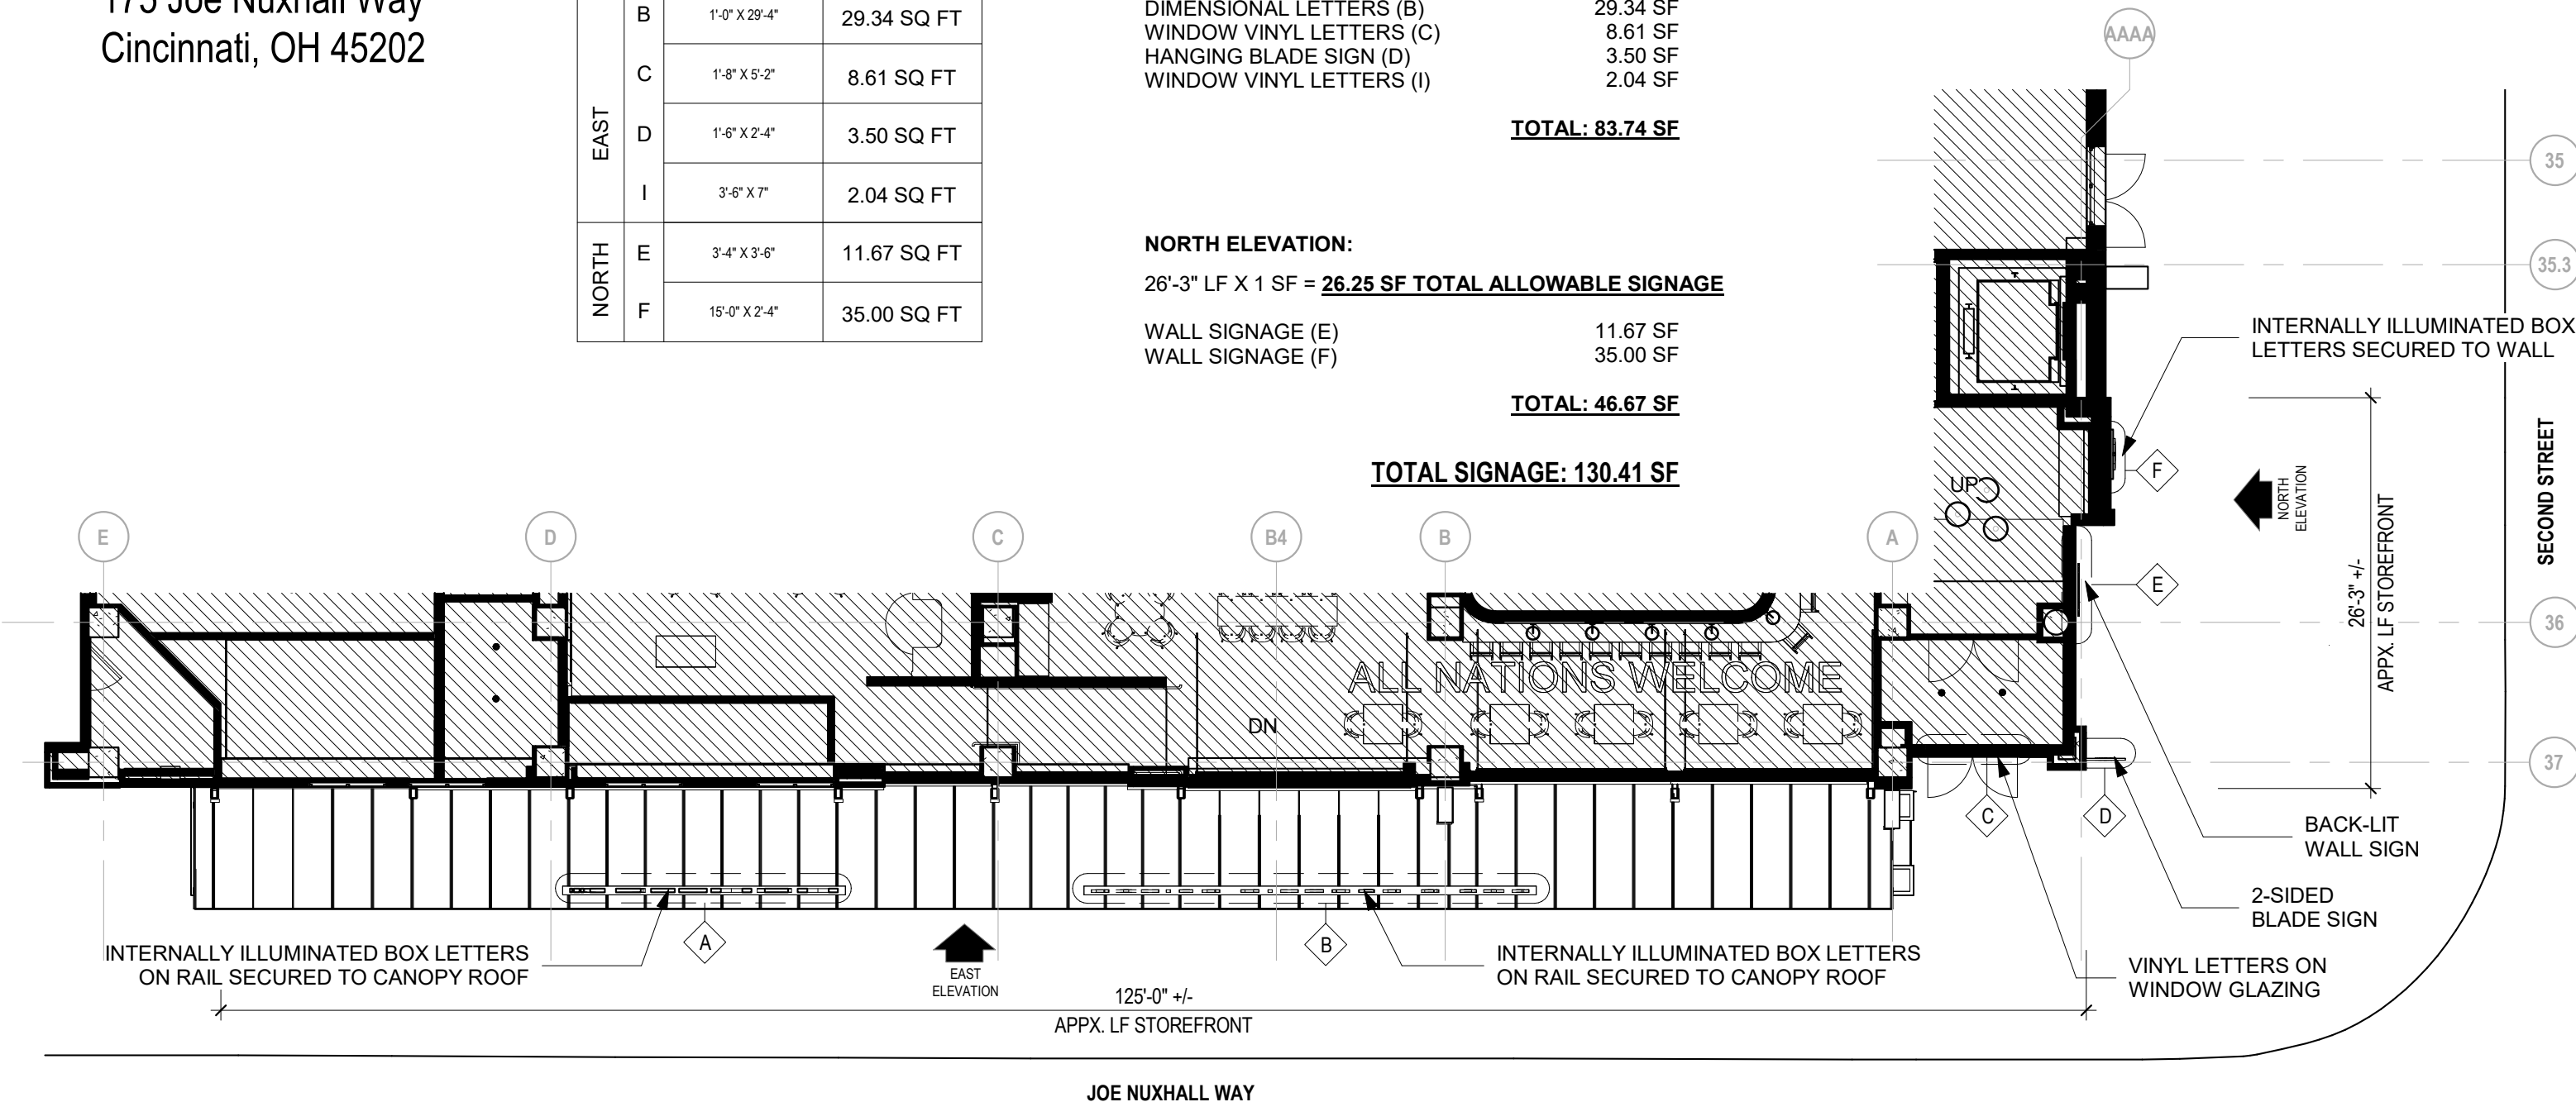 175 Joe Nuxhall Way
Cincinnati, OH 45202
EAST
B 1'-0" X 29'-4" 29.34 SQ FT
C 1'-8" X 5'-2" 8.61 SQ FT
D 1'-6" X 2'-4" 3.50 SQ FT
I 3'-6" X 7" 2.04 SQ FT
NORTH
E 3'-4" X 3'-6" 11.67 SQ FT
F 15'-0" X 2'-4" 35.00 SQ FT
DIMENSIONAL LETTERS (B) 29.34 SF
WINDOW VINYL LETTERS (C) 8.61 SF
HANGING BLADE SIGN (D) 3.50 SF
WINDOW VINYL LETTERS (I) 2.04 SF
TOTAL: 83.74 SF
NORTH ELEVATION:
26'-3" LF X 1 SF = 26.25 SF TOTAL ALLOWABLE SIGNAGE
WALL SIGNAGE (E) 11.67 SF
WALL SIGNAGE (F) 35.00 SF
TOTAL: 46.67 SF
TOTAL SIGNAGE: 130.41 SF
AAAA
35
35.3
INTERNALLY ILLUMINATED BOX
LETTERS SECURED TO WALL
F
NORTH
ELEVATION
SECOND STREET
UP
E
D
C
B4
B
A
E
26'-3" +/-
APPX. LF STOREFRONT
36
ALL NATIONS WELCOME
DN
37
C
D
BACK-LIT
WALL SIGN
2-SIDED
BLADE SIGN
A
B
INTERNALLY ILLUMINATED BOX LETTERS
ON RAIL SECURED TO CANOPY ROOF
EAST
ELEVATION
INTERNALLY ILLUMINATED BOX LETTERS
ON RAIL SECURED TO CANOPY ROOF
VINYL LETTERS ON
WINDOW GLAZING
125'-0" +/-
APPX. LF STOREFRONT
JOE NUXHALL WAY